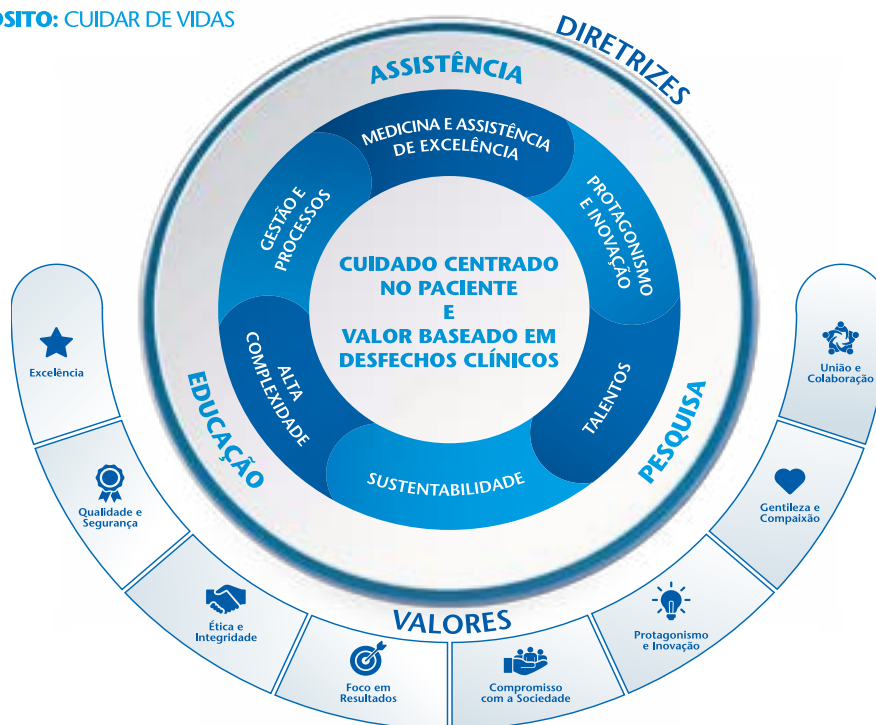 ÓSITO: CUIDAR DE VIDAS
DIRETRIZES
ASSISTÊNCIA
MEDICINA E ASSISTÊNCIA
DE EXCELÊNCIA
PROTAGONISMO
E INOVAÇÃO
GESTÃO E
PROCESSOS
CUIDADO CENTRADO
NO PACIENTE
E
VALOR BASEADO EM
DESFECHOS CLÍNICOS
ALTA
COMPLEXIDADE
TALENTOS
SUSTENTABILIDADE
EDUCAÇÃO
PESQUISA
VALORES
Excelência
Qualidade e
Segurança
Ética e
Integridade
Foco em
Resultados
Compromisso
com a Sociedade
Protagonismo
e Inovação
Gentileza e
Compaixão
União e
Colaboração